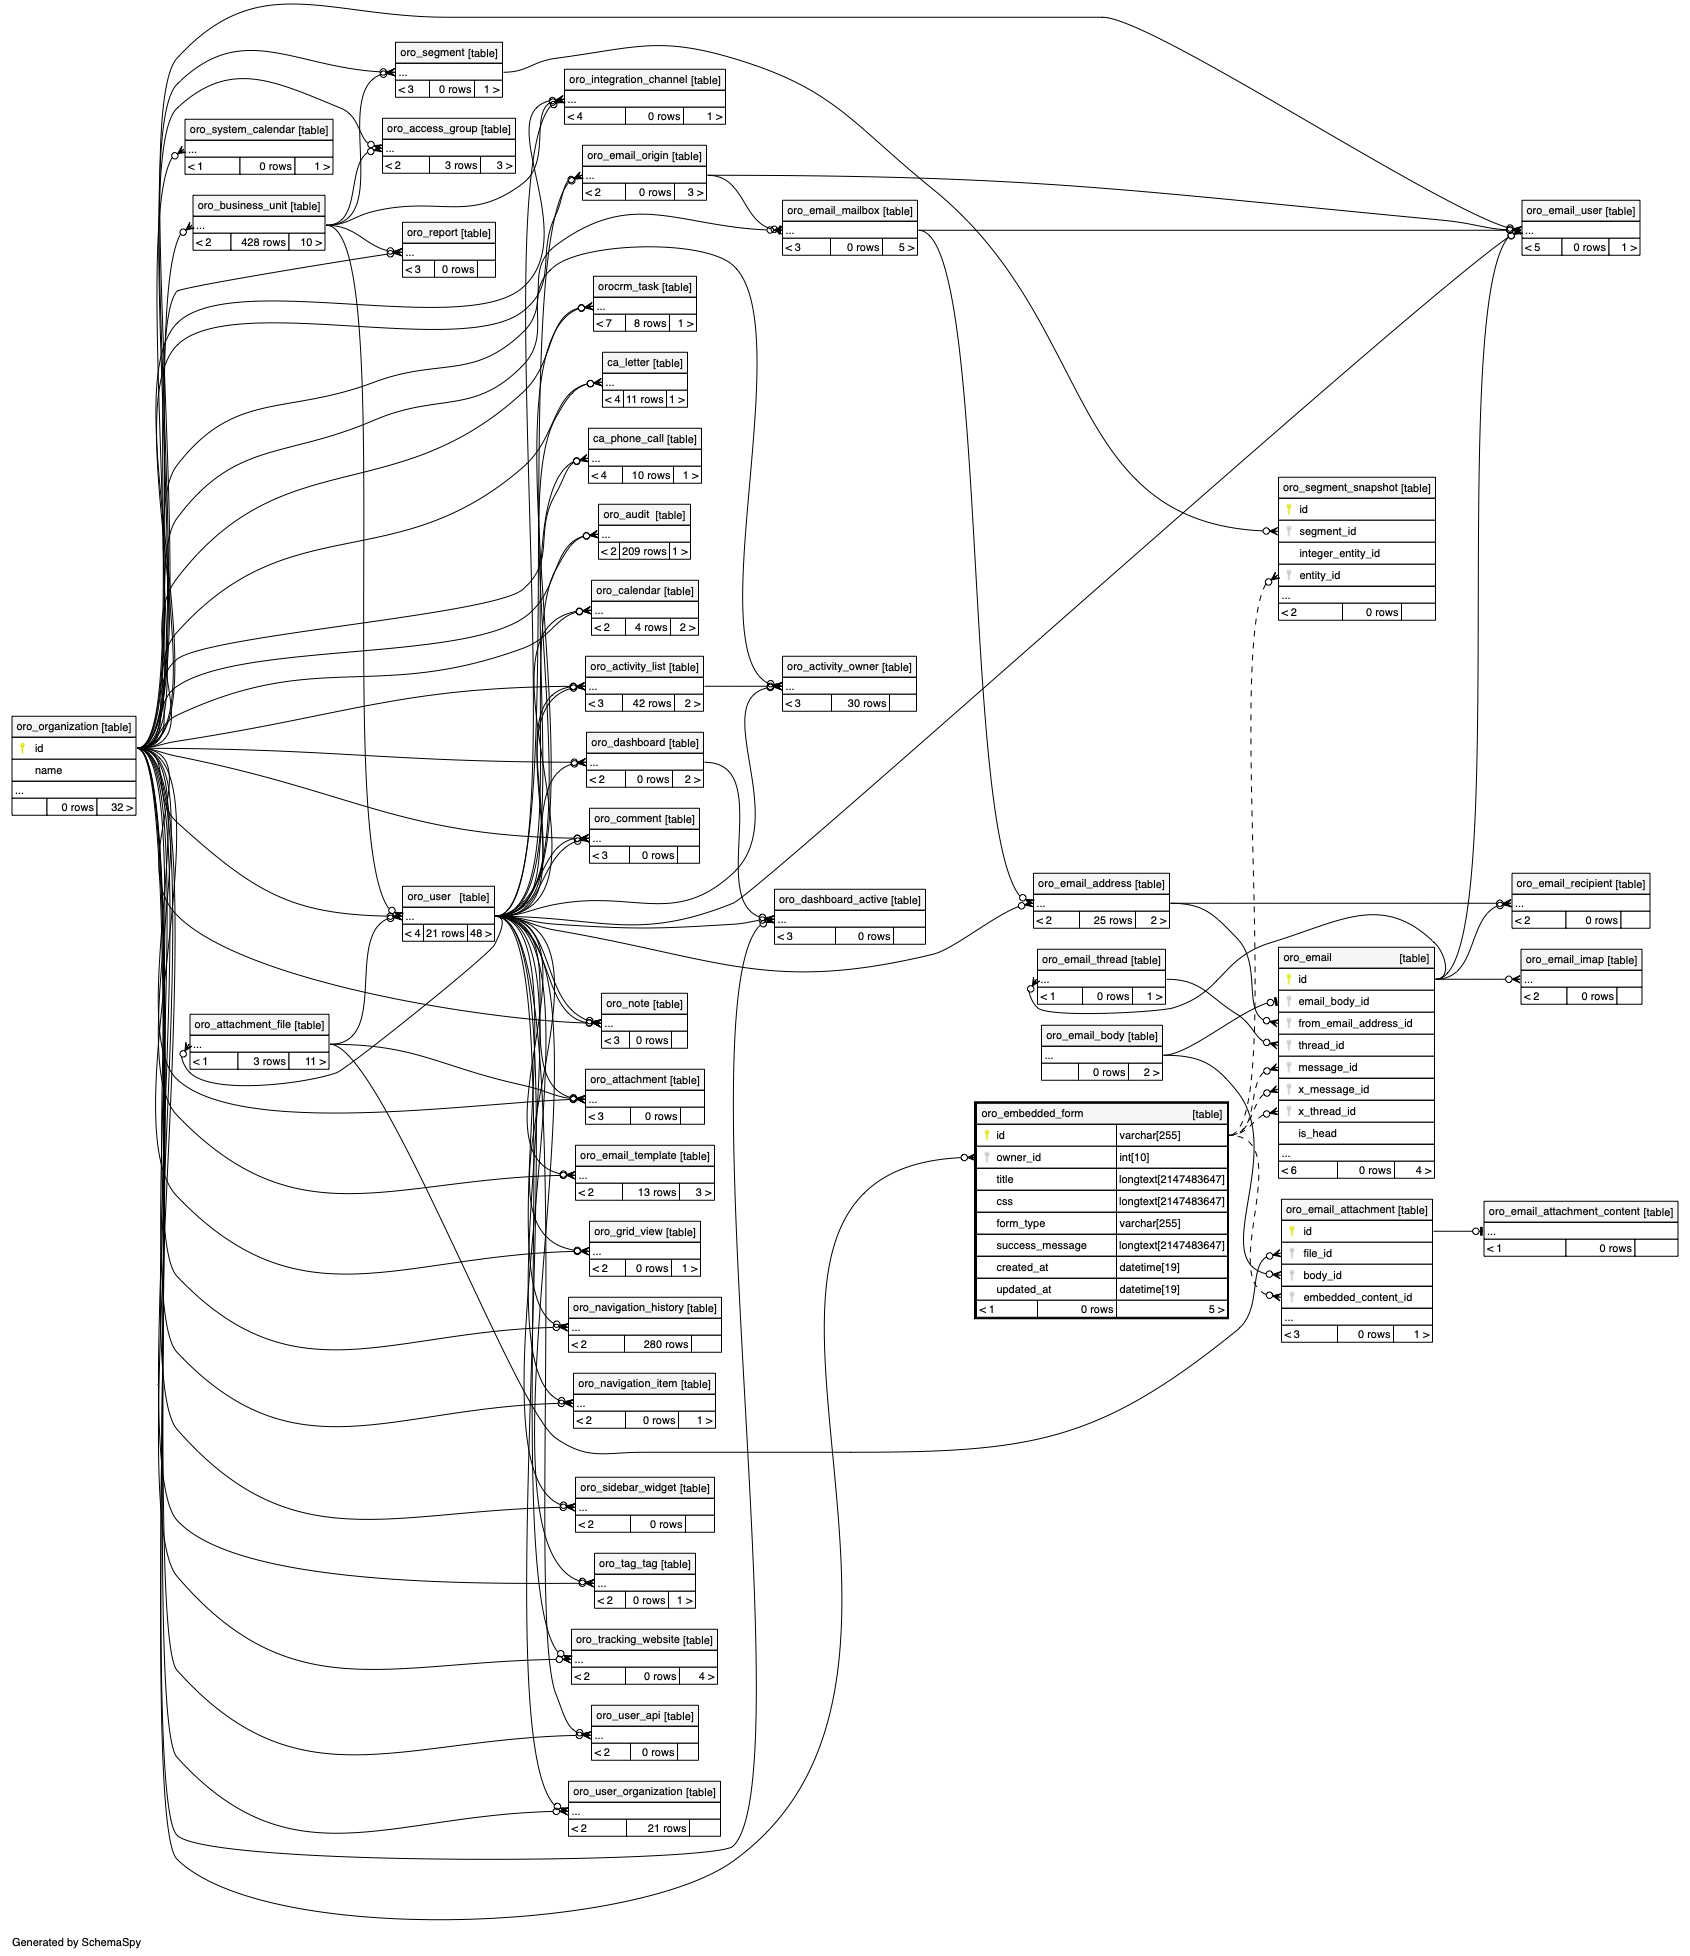 oro_segment [table]
...
< 3 0 rows 1 >
oro_integration_channel [table]
...
< 4 0 rows 1 >
oro_system_calendar [table]
...
< 1 0 rows 1 >
oro_access_group [table]
...
< 2 3 rows 3 >
oro_email_origin [table]
...
< 2 0 rows 3 >
oro_business_unit [table]
...
< 2 428 rows 10 >
oro_report [table]
...
< 3 0 rows
oro_email_mailbox [table]
...
< 3 0 rows 5 >
oro_email_user [table]
...
< 5 0 rows 1 >
orocrm_task [table]
...
< 7 8 rows 1 >
ca_letter [table]
...
< 4 11 rows 1 >
ca_phone_call [table]
...
< 4 10 rows 1 >
oro_audit [table]
...
< 2 209 rows 1 >
oro_segment_snapshot [table]
id
segment_id
integer_entity_id
entity_id
...
< 2 0 rows
oro_calendar [table]
...
< 2 4 rows 2 >
oro_activity_list [table]
...
< 3 42 rows 2 >
oro_activity_owner [table]
...
< 3 30 rows
oro_organization [table]
id
name
...
0 rows 32 >
oro_dashboard [table]
...
< 2 0 rows 2 >
oro_comment [table]
...
< 3 0 rows
oro_user [table]
...
< 4 21 rows 48 >
oro_dashboard_active [table]
...
< 3 0 rows
oro_email_address [table]
...
< 2 25 rows 2 >
oro_email_recipient [table]
...
< 2 0 rows
oro_email_thread [table]
...
< 1 0 rows 1 >
oro_email [table]
id
email_body_id
from_email_address_id
thread_id
message_id
x_message_id
x_thread_id
is_head
...
< 6 0 rows 4 >
oro_email_imap [table]
...
< 2 0 rows
oro_note [table]
...
< 3 0 rows
oro_attachment_file [table]
...
< 1 3 rows 11 >
oro_email_body [table]
...
0 rows 2 >
oro_attachment [table]
...
< 3 0 rows
oro_embedded_form [table]
id varchar[255]
owner_id int[10]
title longtext[2147483647]
css longtext[2147483647]
form_type varchar[255]
success_message longtext[2147483647]
created_at datetime[19]
updated_at datetime[19]
< 1 0 rows 5 >
oro_email_template [table]
...
< 2 13 rows 3 >
oro_email_attachment [table]
id
file_id
body_id
embedded_content_id
...
< 3 0 rows 1 >
oro_email_attachment_content [table]
...
< 1 0 rows
oro_grid_view [table]
...
< 2 0 rows 1 >
oro_navigation_history [table]
...
< 2 280 rows
oro_navigation_item [table]
...
< 2 0 rows 1 >
oro_sidebar_widget [table]
...
< 2 0 rows
oro_tag_tag [table]
...
< 2 0 rows 1 >
oro_tracking_website [table]
...
< 2 0 rows 4 >
oro_user_api [table]
...
< 2 0 rows
oro_user_organization [table]
...
< 2 21 rows
Generated by SchemaSpy